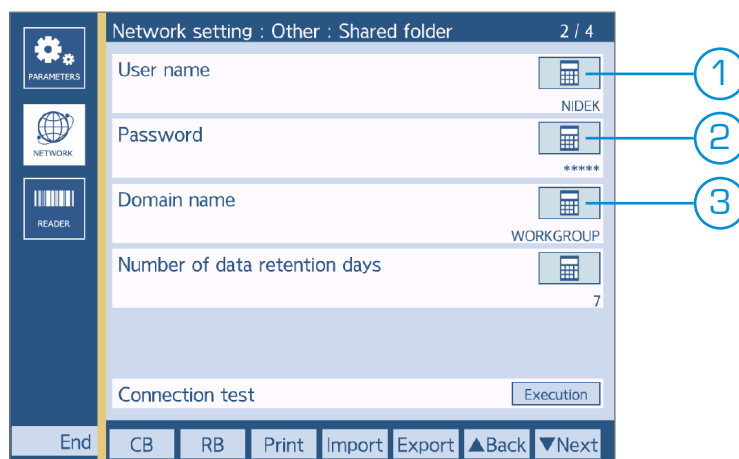 Network setting : Other : Shared folder 2 / 4
PARAMETERS
NETWORK
READER
User name
NIDEK
1
Password
*****
2
Domain name
WORKGROUP
3
Number of data retention days
7
Connection test Execution
End CB RB Print Import Export ▲Back ▼Next